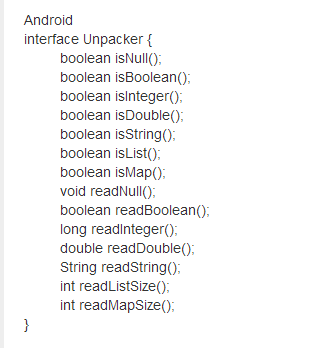 Android
interface Unpacker {
boolean isNull();
boolean isBoolean();
boolean isInteger();
boolean isDouble();
boolean isString();
boolean isList();
boolean isMap();
void readNull();
boolean readBoolean();
long readInteger();
double readDouble();
String readString();
int readListSize();
int readMapSize();
}